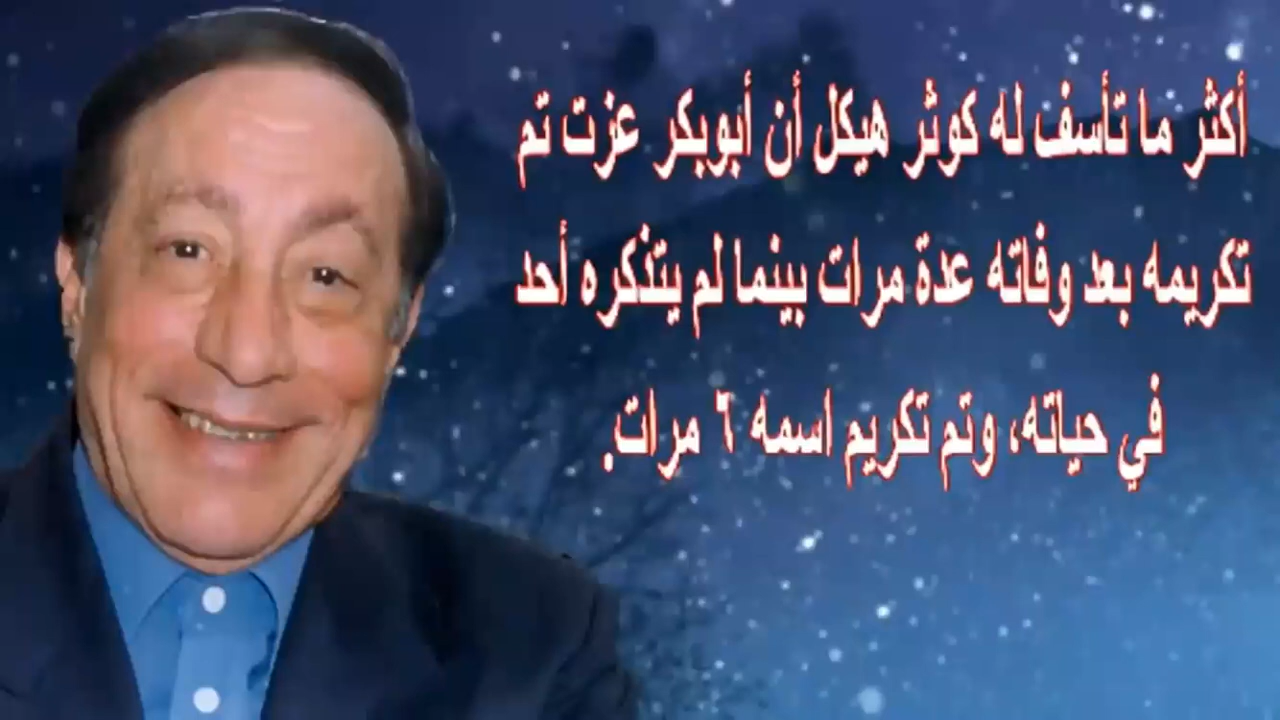 أكثر ما تأسف له كوثر هيكل أن أبوبكر عزت تم
تكريمه بعد وفاته عدة مرات بينما لم يتذكره أحد
في حياته، وتم تكريم اسمه ٦ مرات.